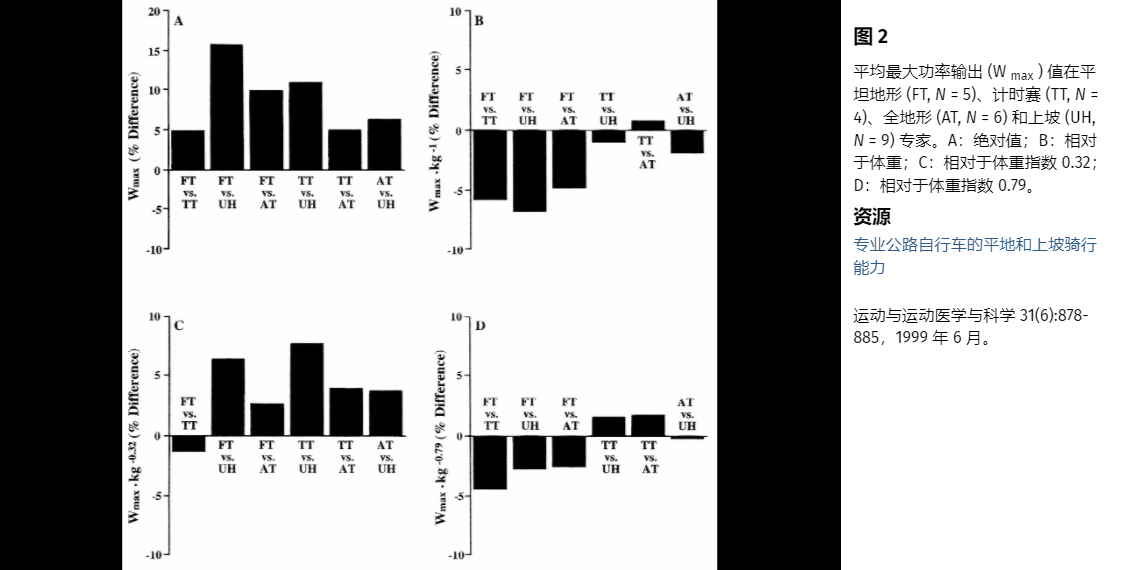 A
20
15
10
5
0
-5
-10
Wmax (% Difference)
FT vs. TT
FT vs. UH
FT vs. AT
TT vs. UH
TT vs. AT
AT vs. UH
B
10
5
0
-5
-10
Wmax · kg -1 (% Difference)
FT vs. TT
FT vs. UH
FT vs. AT
TT vs. UH
TT vs. AT
AT vs. UH
C
10
5
0
-5
-10
Wmax · kg -0.32 (% Difference)
FT vs. TT
FT vs. UH
FT vs. AT
TT vs. UH
TT vs. AT
AT vs. UH
D
10
5
0
-5
-10
Wmax · kg -0.79 (% Difference)
FT vs. TT
FT vs. UH
FT vs. AT
TT vs. UH
TT vs. AT
AT vs. UH
图 2
平均最大功率输出 (W max ) 值在平
坦地形 (FT, N = 5)、计时赛 (TT, N =
4)、全地形 (AT, N = 6) 和上坡 (UH,
N = 9) 专家。A：绝对值；B：相对
于体重；C：相对于体重指数 0.32；
D：相对于体重指数 0.79。
资源
专业公路自行车的平地和上坡骑行
能力
运动与运动医学与科学 31(6):878-
885，1999 年 6 月。